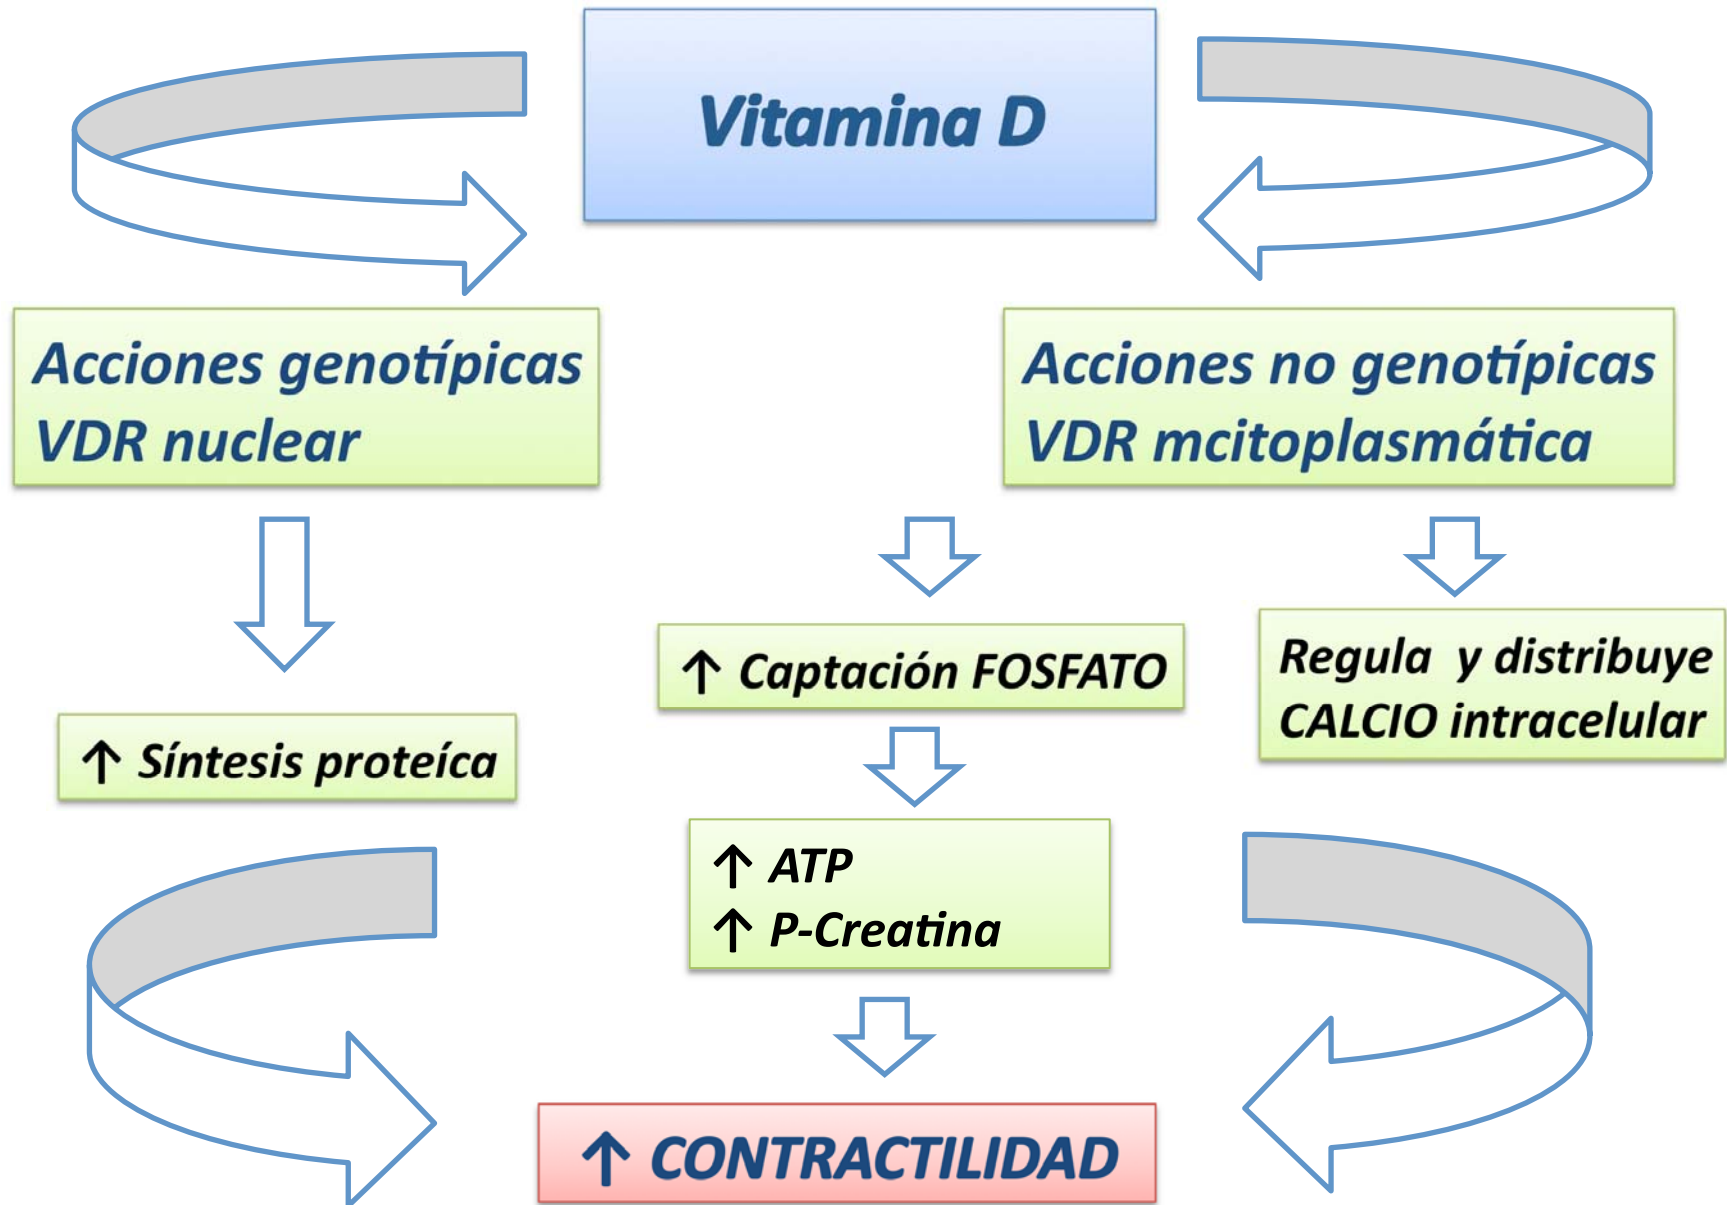 Vitamina D
Acciones genotípicas
VDR nuclear
Acciones no genotípicas
VDR mcitoplasmática
↑ Síntesis proteíca
↑ Captación FOSFATO
↑ ATP
↑ P-Creatina
Regula y distribuye
CALCIO intracelular
↑ CONTRACTILIDAD